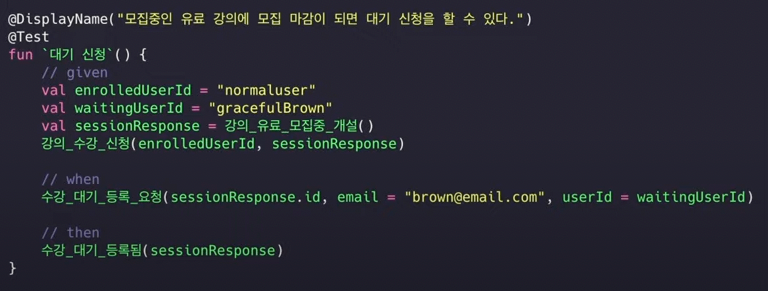 @DisplayName("모집중인 유료 강의에 모집 마감이 되면 대기 신청을 할 수 있다.")
@Test
fun `대기 신청`() {
    // given
    val enrolledUserId = "normaluser"
    val waitingUserId = "gracefulBrown"
    val sessionResponse = 강의_유료_모집중_개설()
    강의_수강_신청(enrolledUserId, sessionResponse)

    // when
    수강_대기_등록_요청(sessionResponse.id, email = "brown@email.com", userId = waitingUserId)

    // then
    수강_대기_등록됨(sessionResponse)
}